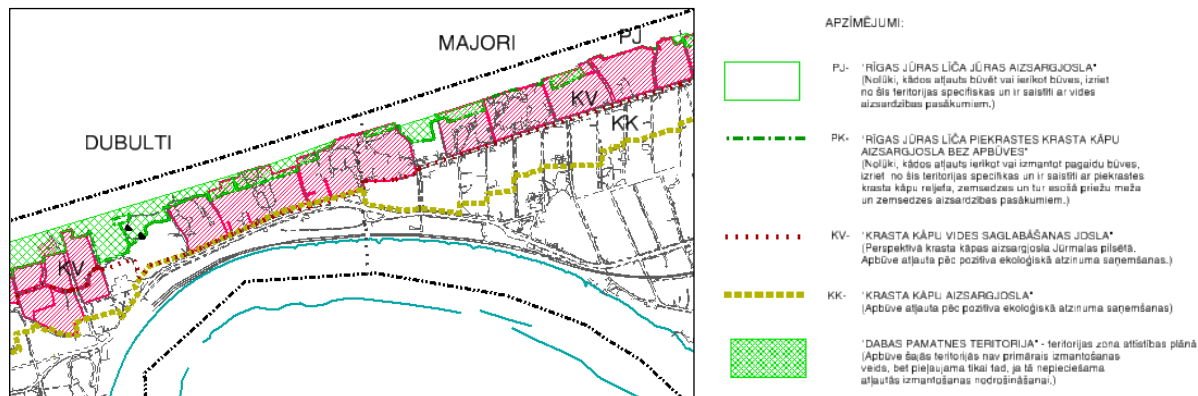 MAJORI
PJ
KV
KK
DUBULTI
KV
APZĪMĒJUMI:
PJ- "RĪGAS JŪRAS LĪČA JŪRAS AIZSARGJOSLA"
(Nolūki, kādos atļauts būvēt vai ierīkot būves, izriet
no šīs teritorijas specifiskas un ir saistīti ar vides
aizsardzības pasākumiem.)
PK- "RĪGAS JŪRAS LĪČA PIEKRASTES KRASTA KĀPU
AIZSARGJOSLA BEZ APBŪVES"
(Nolūki, kādos atļauts ierīkot vai izmantot pagaidu būves,
izriet no šīs teritorijas specifiskas un ir saistīti ar piekrastes
krasta kāpu reljefa, zemsedzes un tur esošā priežu meža
un zemsedzes aizsardzības pasākumiem.)
KV- "KRASTA KĀPU VIDES SAGLABĀŠANAS JOSLA"
(Perspektīvā krasta kāpas aizsargjosla Jūrmalas pilsētā.
Apbūve atļauta pēc pozitīva ekoloģiskā atzinuma saņemšanas.)
KK- "KRASTA KĀPU AIZSARGJOSLA"
(Apbūve atļauta pēc pozitīva ekoloģiskā atzinuma saņemšanas)
"DABAS PAMATNES TERITORIJA" - teritorijas zona attīstības plānā
(Apbūve šajās teritorijās nav primārais izmantošanas
veids, bet pieļaujama tikai tad, ja tā nepieciešama
atļautās izmantošanas nodrošināšanai.)